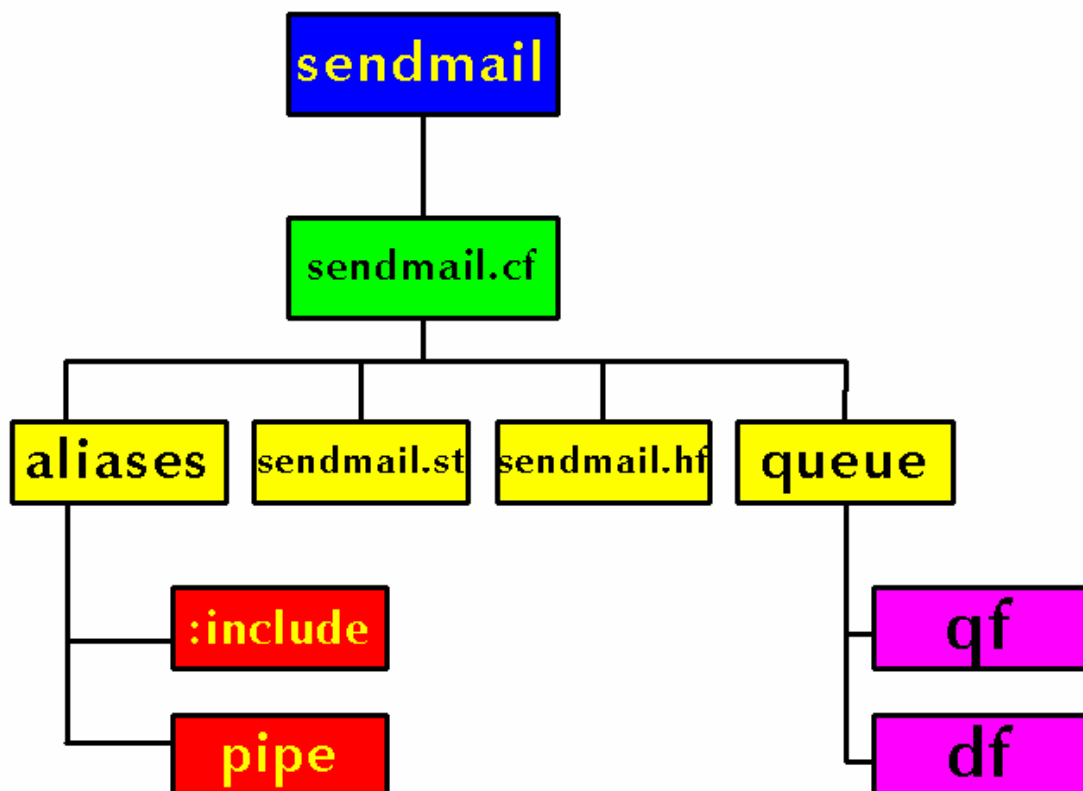 sendmail
sendmail.cf
aliases
sendmail.st
sendmail.hf
queue
:include
qf
pipe
df